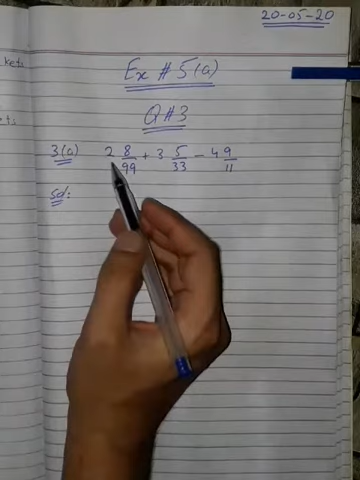 20-05-20
Ex # 5(a)
Q#3
3(a) 2 8/99 + 3 5/33 - 4 9/11
Sol: